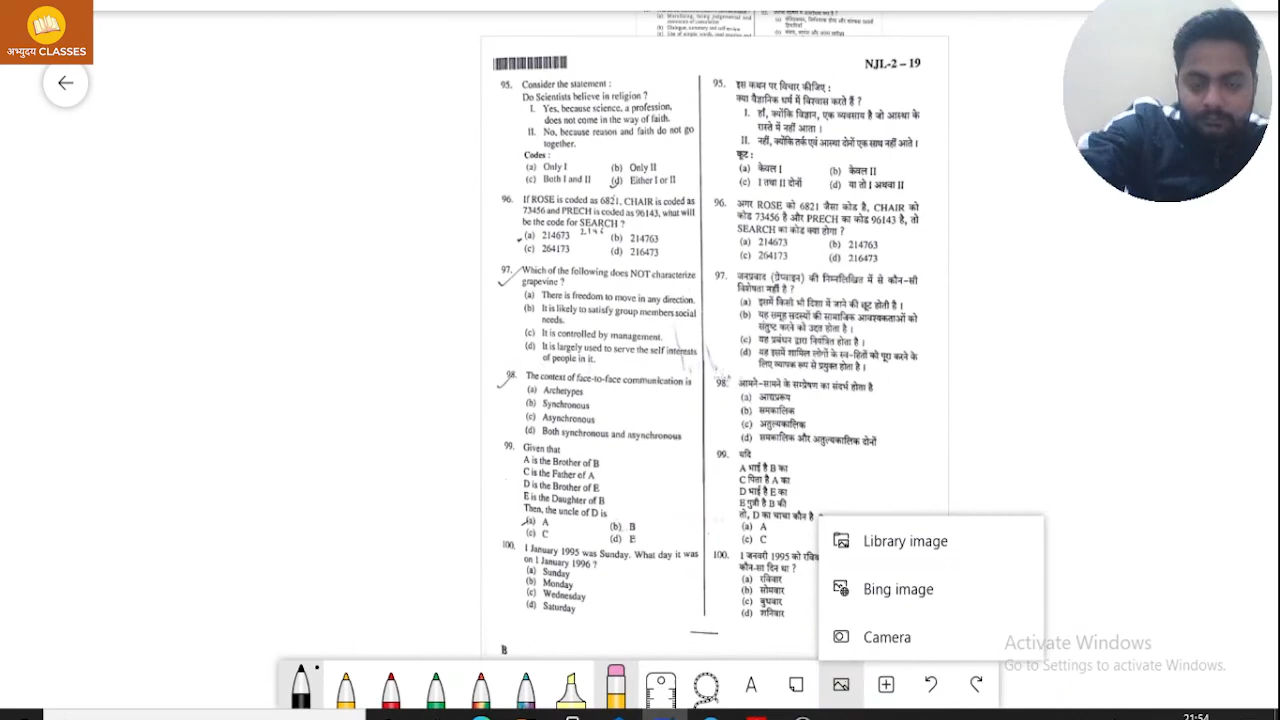 अभ्युदय CLASSES
(a) Moralising, being judgmental and
(b) Dialogue, summary and self review
NJL-2 – 19
95. Consider the statement :
Do Scientists believe in religion ?
I. Yes, because science, a profession,
does not come in the way of faith.
II. No, because reason and faith do not go
together.
Codes :
(a) Only I (b) Only II
(c) Both I and II (d) Either I or II
96. If ROSE is coded as 6821, CHAIR is coded as
73456 and PRECH is coded as 96143, what will
be the code for SEARCH ?
(a) 214673 (b) 214763
(c) 264173 (d) 216473
97. Which of the following does NOT characterize
grapevine ?
(a) There is freedom to move in any direction.
(b) It is likely to satisfy group members social
needs.
(c) It is controlled by management.
(d) It is largely used to serve the self interests
of people in it.
98. The context of face-to-face communication is
(a) Archetypes
(b) Synchronous
(c) Asynchronous
(d) Both synchronous and asynchronous
99. Given that
A is the Brother of B
C is the Father of A
D is the Brother of E
E is the Daughter of B
Then, the uncle of D is
(a) A (b) B
(c) C (d) E
100. 1 January 1995 was Sunday. What day it was
on 1 January 1996 ?
(a) Sunday
(b) Monday
(c) Wednesday
(d) Saturday
B
95. इस कथन पर विचार कीजिए :
क्या वैज्ञानिक धर्म में विश्वास करते हैं ?
I. हाँ, क्योंकि विज्ञान, एक व्यवसाय है जो आस्था के
रास्ते में नहीं आता ।
II. नहीं, क्योंकि तर्क एवं आस्था दोनों एक साथ नहीं आते ।
कूट :
(a) केवल I (b) केवल II
(c) I तथा II दोनों (d) या तो I अथवा II
96. अगर ROSE को 6821 जैसा कोड है, CHAIR को
कोड 73456 है और PRECH का कोड 96143 है, तो
SEARCH का कोड क्या होगा ?
(a) 214673 (b) 214763
(c) 264173 (d) 216473
97. जनप्रवाद (ग्रेपवाइन) की निम्नलिखित में से कौन-सी
विशेषता नहीं है ?
(a) इसमें किसी भी दिशा में जाने की छूट होती है ।
(b) यह समूह सदस्यों की सामाजिक आवश्यकताओं को
संतुष्ट करने को उद्दत होता है ।
(c) यह प्रबंधन द्वारा नियंत्रित होता है ।
(d) यह इसमें शामिल लोगों के स्व-हितों को पूरा करने के
लिए व्यापक रूप से प्रयुक्त होता है ।
98. आमने-सामने के सम्प्रेषण का संदर्भ होता है
(a) आद्यप्ररूप
(b) समकालिक
(c) अतुल्यकालिक
(d) समकालिक और अतुल्यकालिक दोनों
99. यदि
A भाई है B का
C पिता है A का
D भाई है E का
E पुत्री है B की
तो, D का चाचा कौन है
(a) A
(c) C
100. 1 जनवरी 1995 को
कौन-सा दिन था ?
(a) रविवार
(b) सोमवार
(c) बुधवार
(d) शनिवार
Library image
Bing image
Camera
Activate Windows
Go to Settings to activate Windows.
21:54